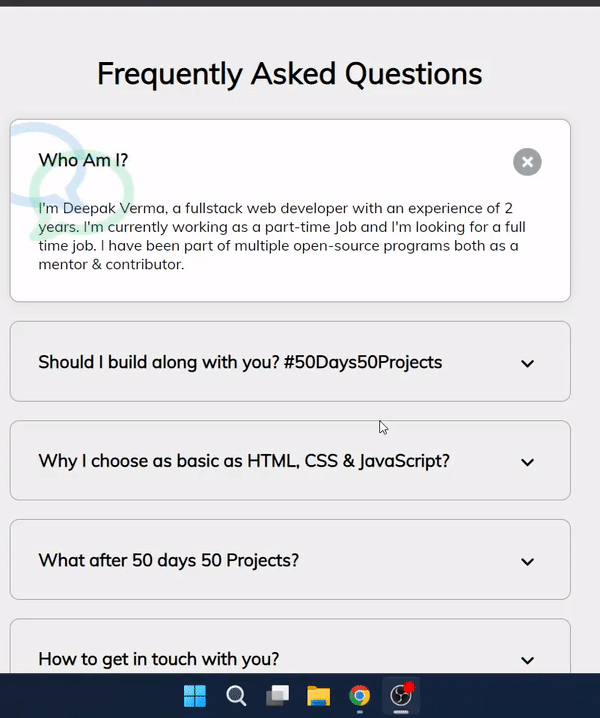 Frequently Asked Questions
Who Am I?
I'm Deepak Verma, a fullstack web developer with an experience of 2
years. I'm currently working as a part-time Job and I'm looking for a full
time job. I have been part of multiple open-source programs both as a
mentor & contributor.
Should I build along with you? #50Days50Projects
Why I choose as basic as HTML, CSS & JavaScript?
What after 50 days 50 Projects?
How to get in touch with you?